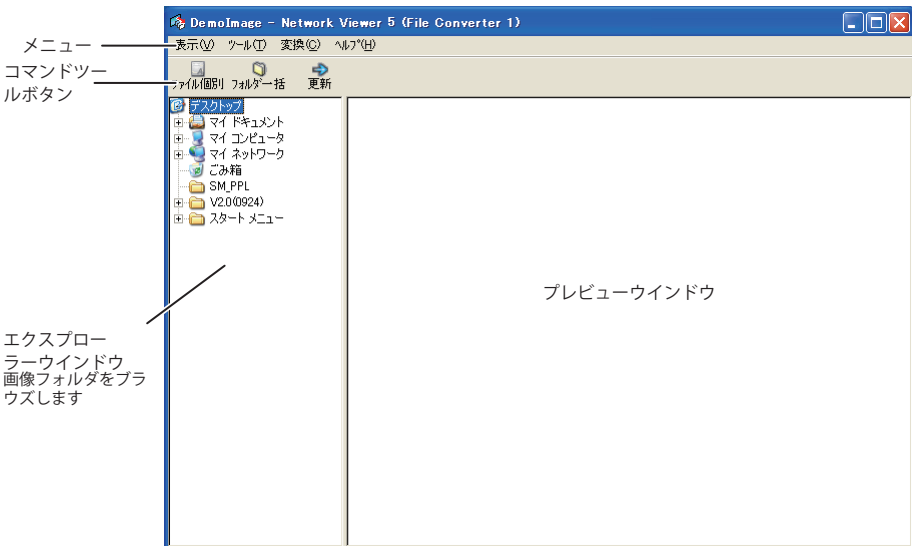 DemoImage - Network Viewer 5 (File Converter 1)
メニュー
表示(V) ツール(T) 変換(C) ヘルプ(H)
コマンドツー
ルボタン
ファイル個別 フォルダ一括 更新
デスクトップ
マイ ドキュメント
マイ コンピュータ
マイ ネットワーク
ごみ箱
SM_PPL
V2.0(0924)
スタート メニュー
プレビューウインドウ
エクスプロー
ラーウインドウ
画像フォルダをブラ
ウズします